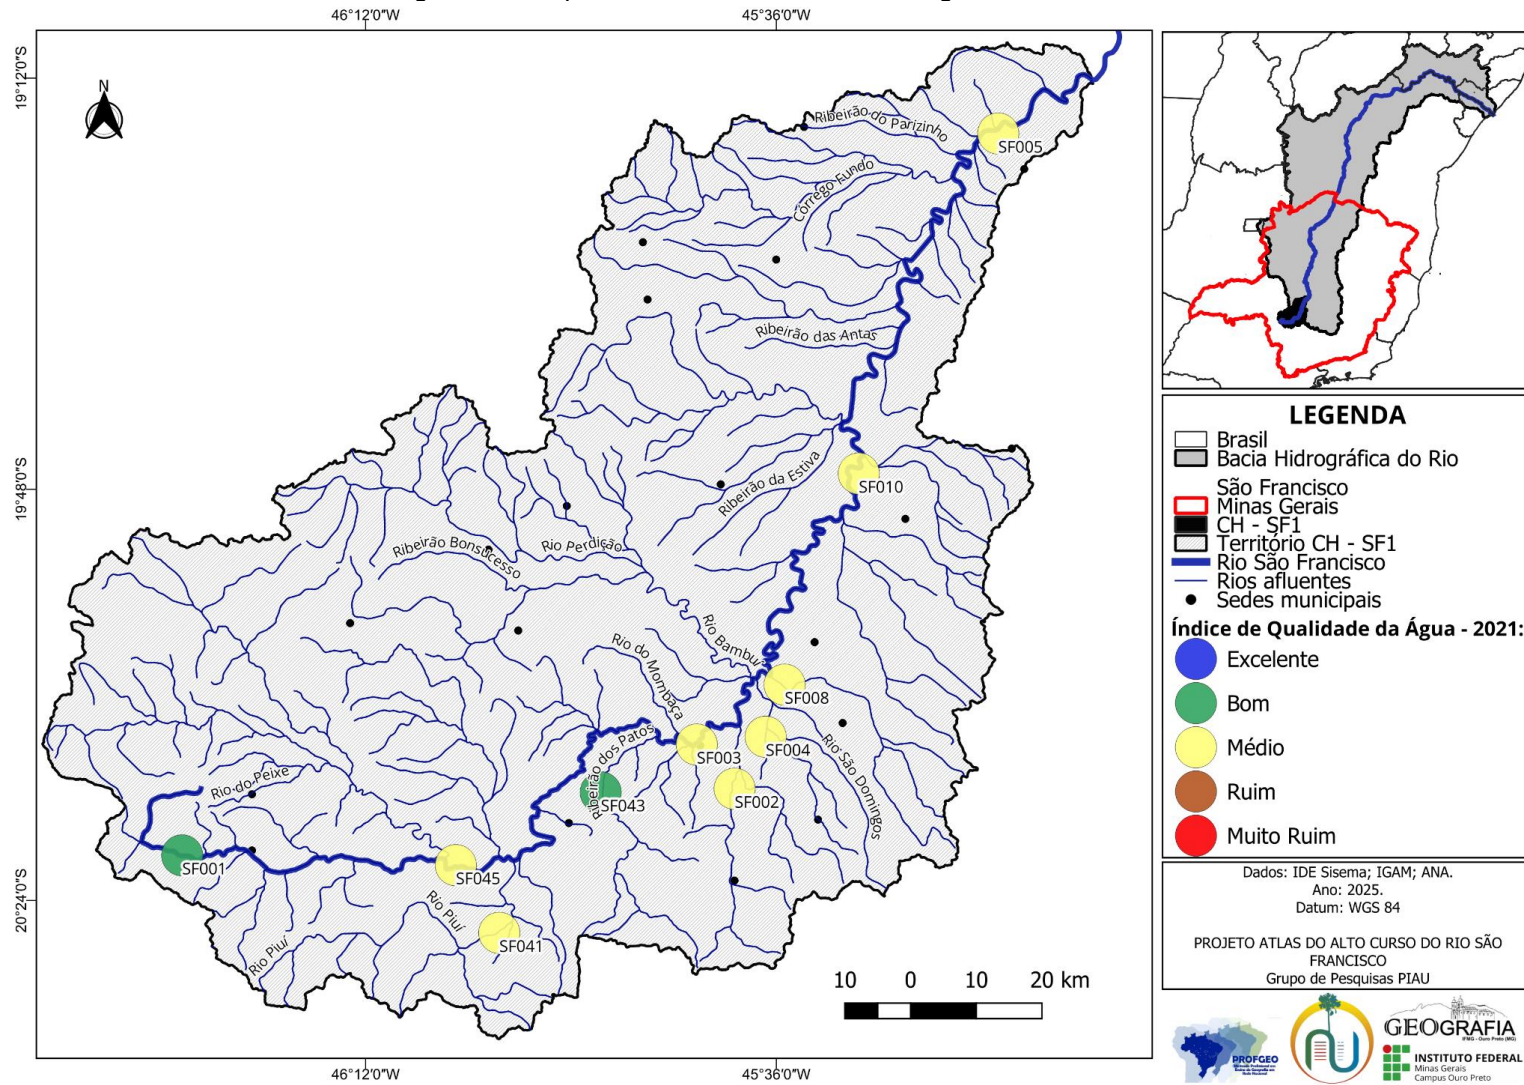 46°12'0"W
45°36'0"W
19°12'0"S
N
Ribeirão do Parizinho
SF005
Córrego Fundo
Ribeirão das Antas
19°48'0"S
Ribeirão da Estiva
SF010
Ribeirão Bonsucesso
Rio Perdição
Rio Bambuí
Rio do Mombaça
SF008
Ribeirão dos Patos
SF003
SF004
Rio São Domingos
Rio do Peixe
SF043
SF002
SF001
SF045
20°24'0"S
Rio Piuí
SF041
Rio Piuí
10 0 10 20 km
46°12'0"W
45°36'0"W
LEGENDA
Brasil
Bacia Hidrográfica do Rio
São Francisco
Minas Gerais
CH - SF1
Território CH - SF1
Rio São Francisco
Rios afluentes
Sedes municipais
Índice de Qualidade da Água - 2021:
Excelente
Bom
Médio
Ruim
Muito Ruim
Dados: IDE Sisema; IGAM; ANA.
Ano: 2025.
Datum: WGS 84
PROJETO ATLAS DO ALTO CURSO DO RIO SÃO
FRANCISCO
Grupo de Pesquisas PIAU
PROFGEO
GEOGRAFIA
IFMG - Ouro Preto (MG)
INSTITUTO FEDERAL
Minas Gerais
Campus Ouro Preto